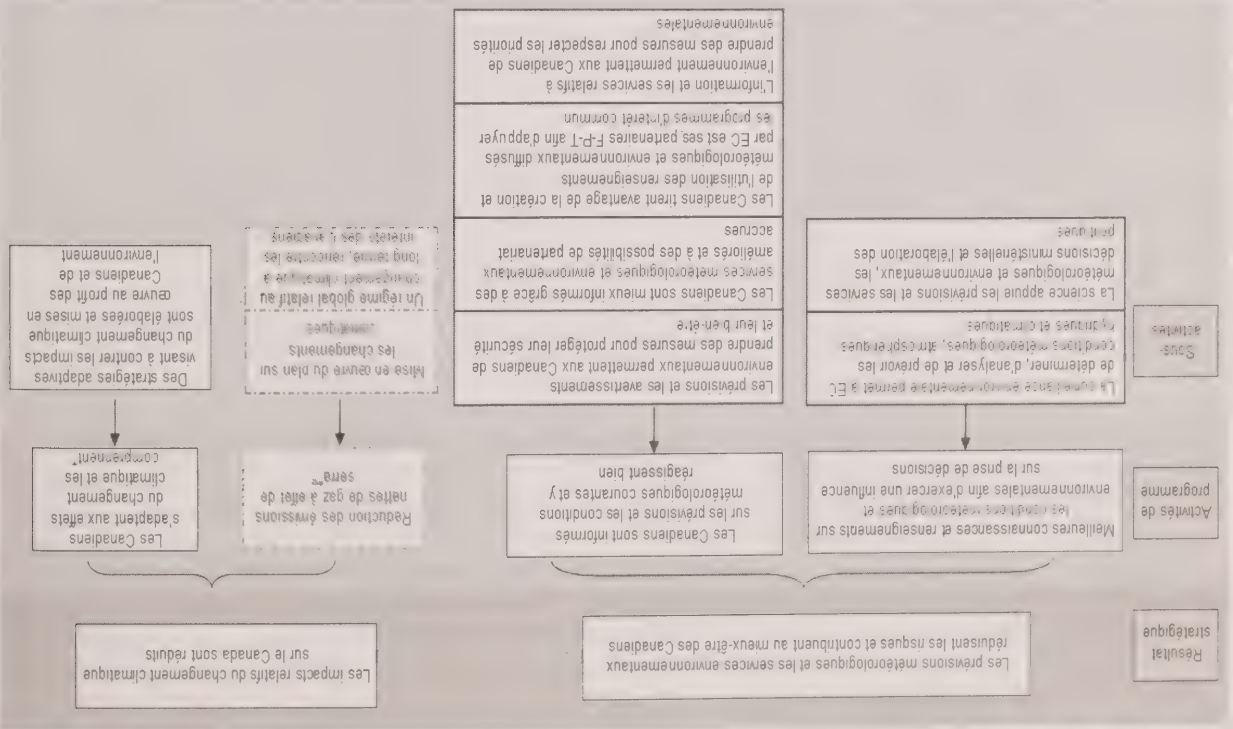 Résultat
stratégique
Les prévisions météorologiques et les services environnementaux
réduisent les risques et contribuent au mieux-être des Canadiens
Les impacts relatifs du changement climatique
sur le Canada sont réduits
Activités de
programme
Meilleures connaissances et renseignements sur
les conditions météorologiques et
environnementales afin d'exercer une influence
sur la prise de décisions
Les Canadiens sont informés
sur les prévisions et les conditions
météorologiques courantes et y
réagissent bien
Réduction des émissions
nettes de gaz à effet de
serre**
Les Canadiens
s'adaptent aux effets
du changement
climatique et les
comprennent*
Sous-
activités
La surveillance environnementale permet à EC
de déterminer, d'analyser et de prévoir les
conditions météorologiques, atmosphériques
et climatiques
La science appuie les prévisions et les services
météorologiques et environnementaux, les
décisions ministérielles et l'élaboration des
politiques
Les prévisions et les avertissements
environnementaux permettent aux Canadiens de
prendre des mesures pour protéger leur sécurité
et leur bien-être
Les Canadiens sont mieux informés grâce à des
services météorologiques et environnementaux
améliorés et à des possibilités de partenariat
accrues
Les Canadiens tirent avantage de la création et
de l'utilisation des renseignements
météorologiques et environnementaux diffusés
par EC est ses partenaires F-P-T afin d'appuyer
es programmes d'intérêt commun
L'information et les services relatifs à
l'environnement permettent aux Canadiens de
prendre des mesures pour respecter les priorités
environnementales
Mise en œuvre du plan sur
les changements
climatiques
Un régime global relatif au
changement climatique à
long terme, rencontre les
intérêts des Canadiens
Des stratégies adaptives
visant à contrer les impacts
du changement climatique
sont élaborées et mises en
œuvre au profit des
Canadiens et de
l'environnement